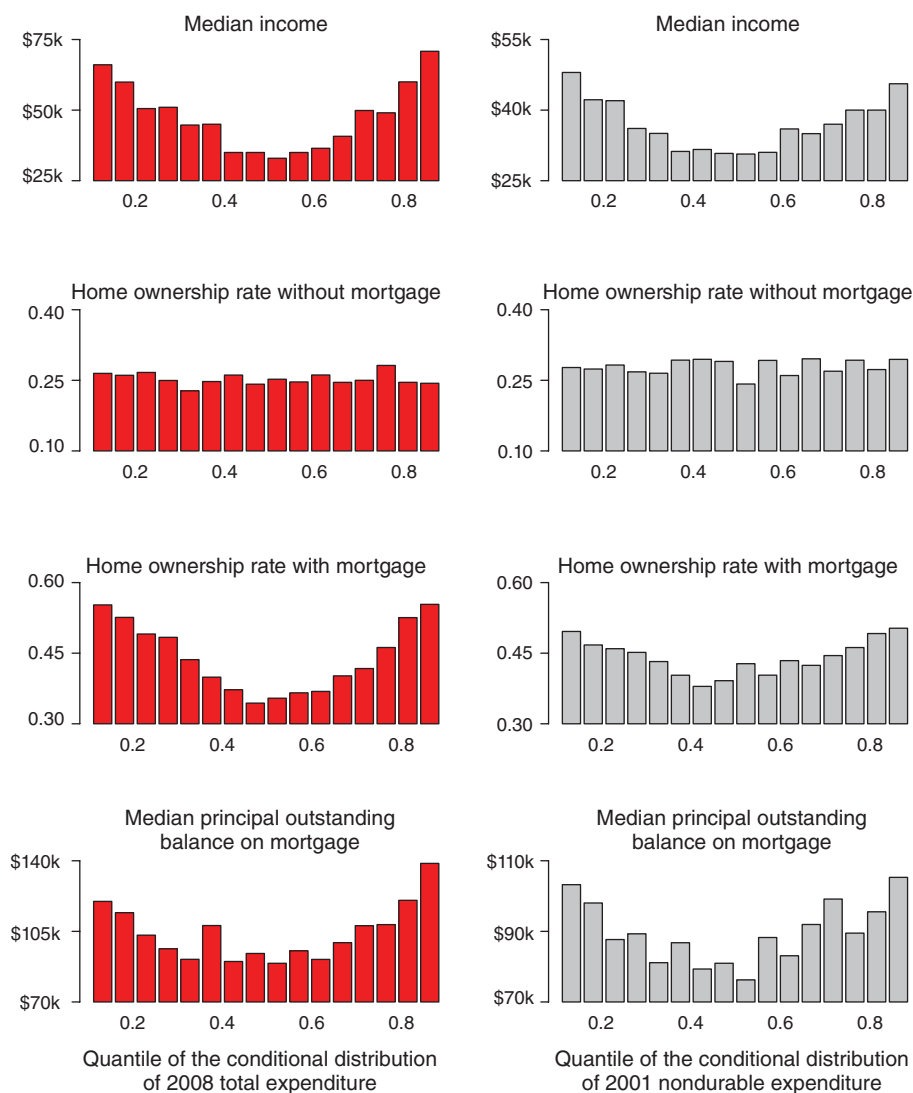 Median income
$75k
$50k
$25k
0.2 0.4 0.6 0.8
Median income
$55k
$40k
$25k
0.2 0.4 0.6 0.8
Home ownership rate without mortgage
0.40
0.25
0.10
0.2 0.4 0.6 0.8
Home ownership rate without mortgage
0.40
0.25
0.10
0.2 0.4 0.6 0.8
Home ownership rate with mortgage
0.60
0.45
0.30
0.2 0.4 0.6 0.8
Home ownership rate with mortgage
0.60
0.45
0.30
0.2 0.4 0.6 0.8
Median principal outstanding
balance on mortgage
$140k
$105k
$70k
0.2 0.4 0.6 0.8
Quantile of the conditional distribution
of 2008 total expenditure
Median principal outstanding
balance on mortgage
$110k
$90k
$70k
0.2 0.4 0.6 0.8
Quantile of the conditional distribution
of 2001 nondurable expenditure